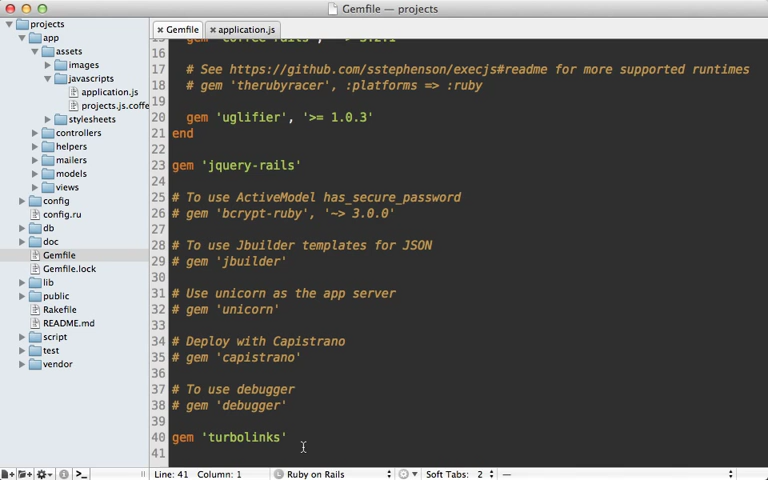 Gemfile — projects
projects
app
assets
images
javascripts
application.js
projects.js.coffe
stylesheets
controllers
helpers
mailers
models
views
config
config.ru
db
doc
Gemfile
Gemfile.lock
lib
public
Rakefile
README.md
script
test
vendor
Gemfile
application.js
16
17 # See https://github.com/sstephenson/execjs#readme for more supported runtimes
18 # gem 'therubyracer', :platforms => :ruby
19
20 gem 'uglifier', '>= 1.0.3'
21 end
22
23 gem 'jquery-rails'
24
25 # To use ActiveModel has_secure_password
26 # gem 'bcrypt-ruby', '~> 3.0.0'
27
28 # To use Jbuilder templates for JSON
29 # gem 'jbuilder'
30
31 # Use unicorn as the app server
32 # gem 'unicorn'
33
34 # Deploy with Capistrano
35 # gem 'capistrano'
36
37 # To use debugger
38 # gem 'debugger'
39
40 gem 'turbolinks'
41
Line: 41 Column: 1 Ruby on Rails Soft Tabs: 2 —